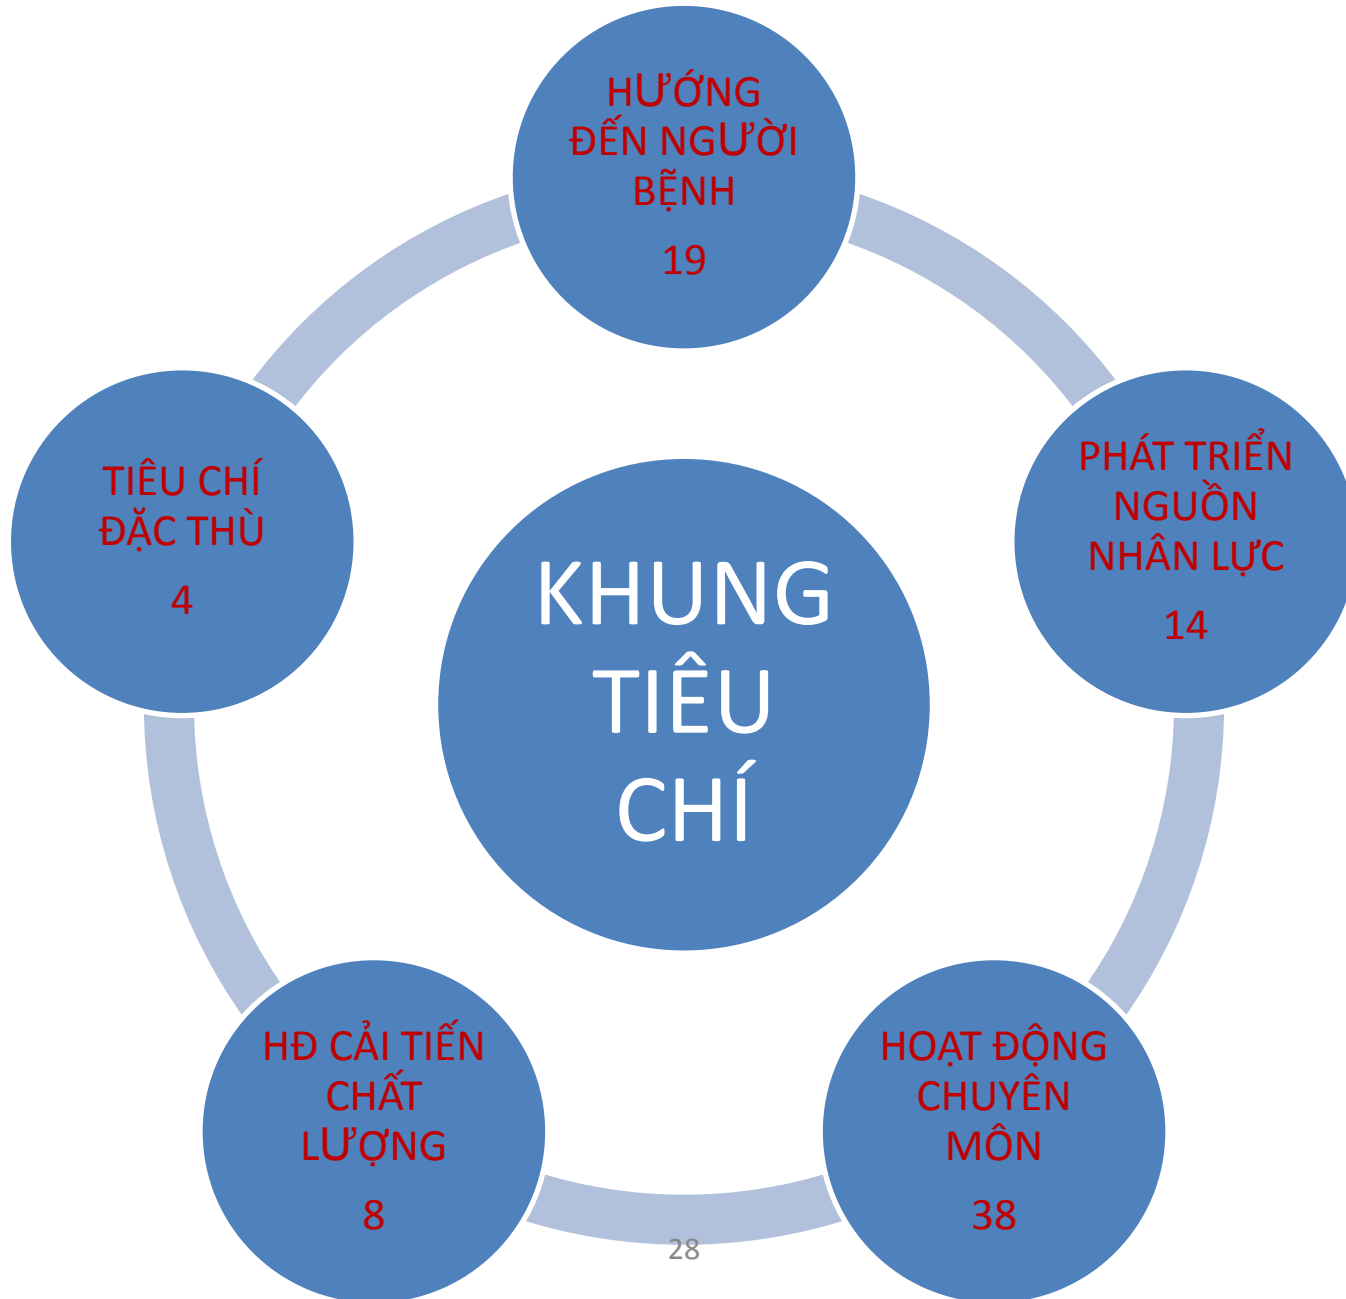 HƯỚNG
ĐẾN NGƯỜI
BỆNH
19
PHÁT TRIỂN
NGUỒN
NHÂN LỰC
14
TIÊU CHÍ
ĐẶC THÙ
4
KHUNG
TIÊU
CHÍ
HĐ CẢI TIẾN
CHẤT
LƯỢNG
8
HOẠT ĐỘNG
CHUYÊN
MÔN
38
28